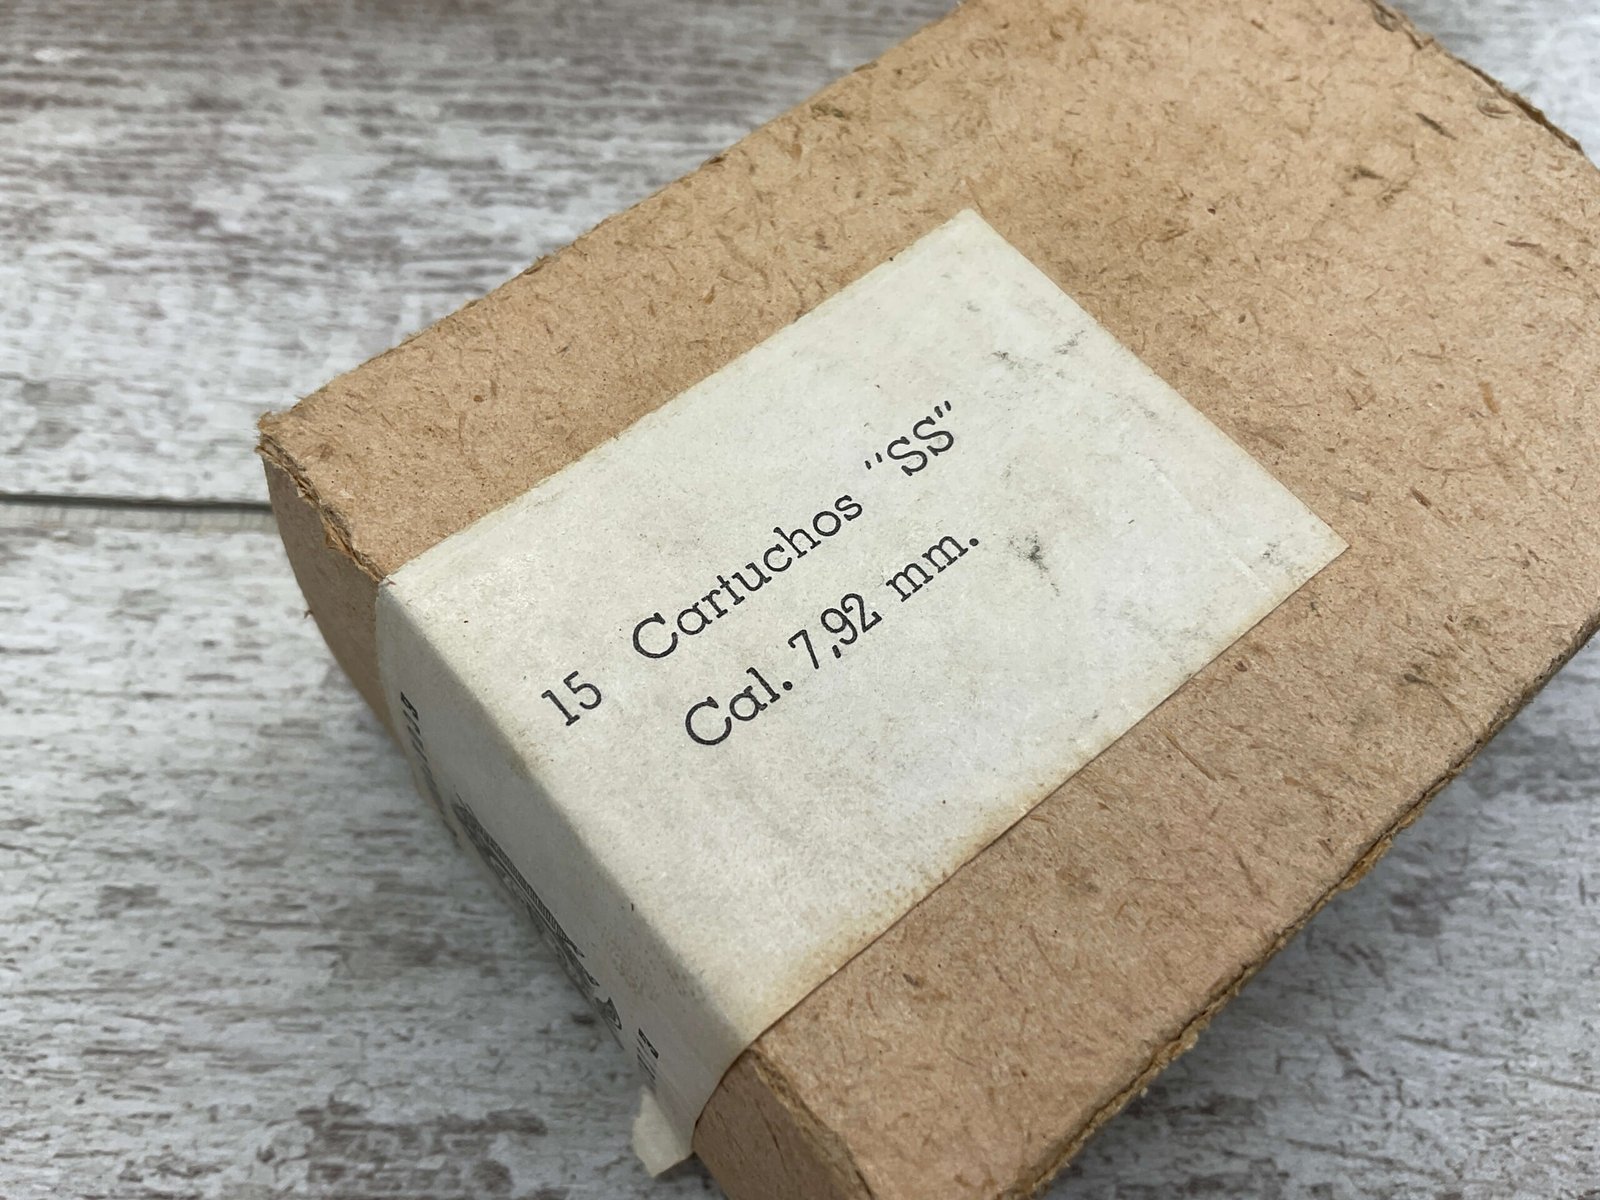 15 Cartuchos "SS"
Cal. 7,92 mm.